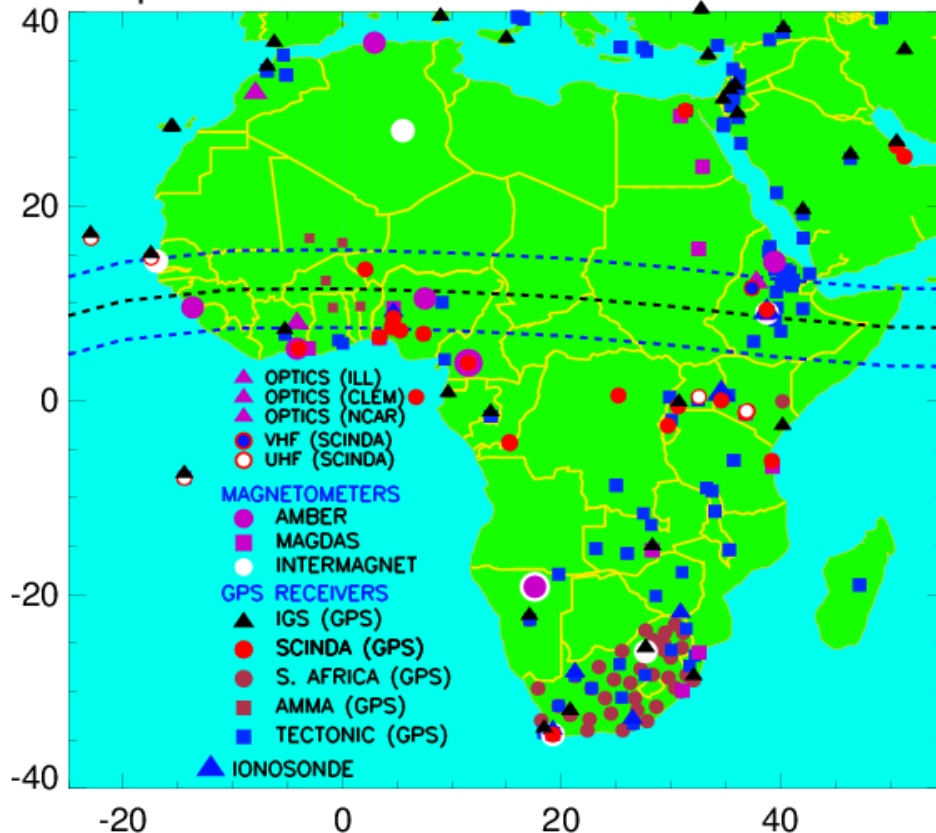 40
20
0
-20
-40
OPTICS (ILL)
OPTICS (CLEM)
OPTICS (NCAR)
VHF (SCINDA)
UHF (SCINDA)
MAGNETOMETERS
AMBER
MAGDAS
INTERMAGNET
GPS RECEIVERS
IGS (GPS)
SCINDA (GPS)
S. AFRICA (GPS)
AMMA (GPS)
TECTONIC (GPS)
IONOSONDE
-20 0 20 40